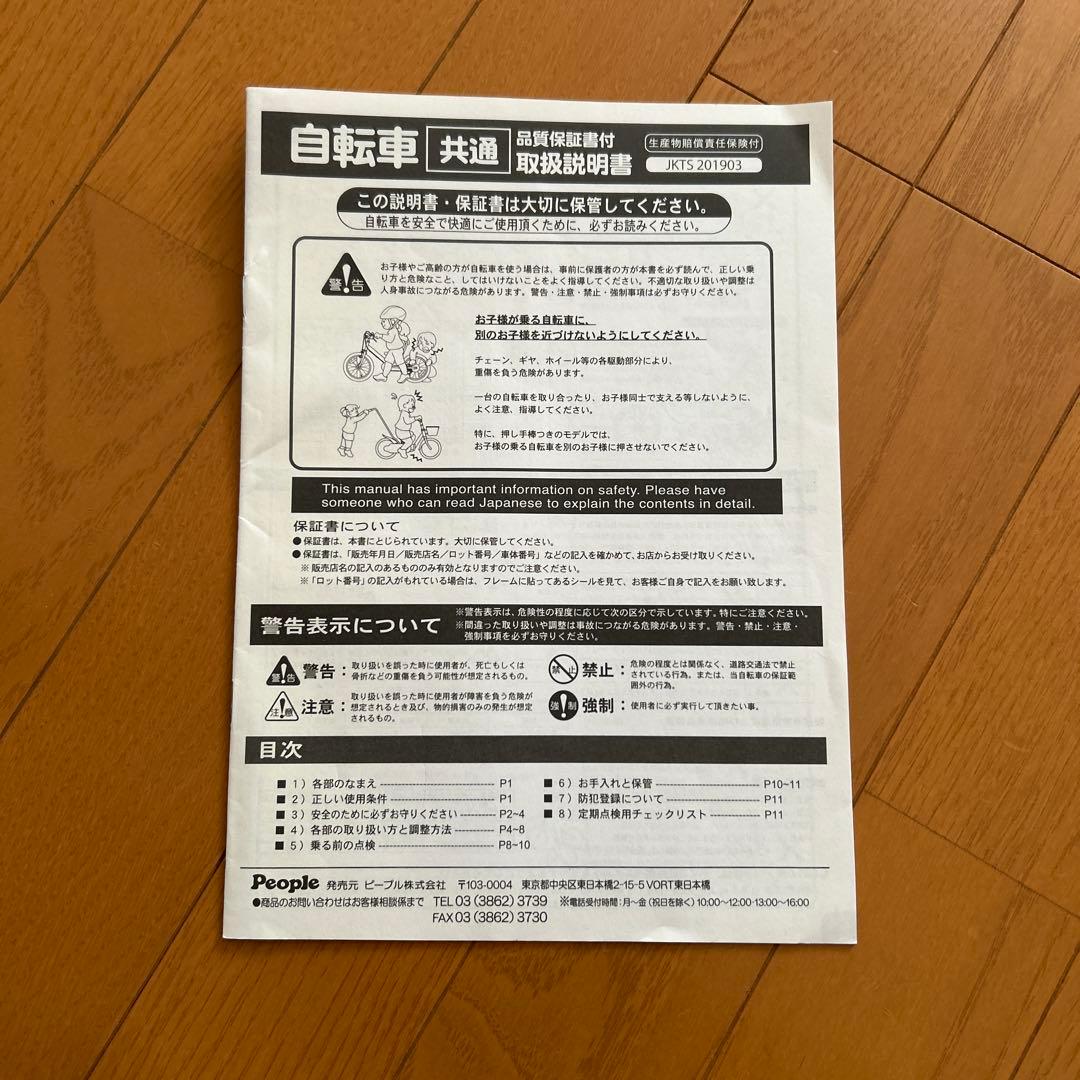 自転車 共通 品質保証書付 取扱説明書
生産物賠償責任保険付
JKTS 201903
この説明書・保証書は大切に保管してください。
自転車を安全で快適にご使用頂くために、必ずお読みください。
警告
お子様やご高齢の方が自転車を使う場合は、事前に保護者の方が本書を必ず読んで、正しい乗
り方と危険なこと、してはいけないことをよく指導してください。不適切な取り扱いや調整は
人身事故につながる危険があります。警告・注意・禁止・強制事項は必ずお守りください。
お子様が乗る自転車に、
別のお子様を近づけないようにしてください。
チェーン、ギヤ、ホイール等の各駆動部分により、
重傷を負う危険があります。
一台の自転車を取り合ったり、お子様同士で支える等しないように、
よく注意、指導してください。
特に、押し手棒つきのモデルでは、
お子様の乗る自転車を別のお子様に押させないでください。
This manual has important information on safety. Please have
someone who can read Japanese to explain the contents in detail.
保証書について
●保証書は、本書にとじられています。大切に保管してください。
●保証書は、「販売年月日／販売店名／ロット番号／車体番号」などの記入を確かめて、お店からお受け取りください。
※販売店名の記入のあるもののみ有効となりますのでご注意ください。
※「ロット番号」の記入がもれている場合は、フレームに貼ってあるシールを見て、お客様ご自身で記入をお願い致します。
警告表示について
※警告表示は、危険性の程度に応じて次の区分で示しています。特にご注意ください。
※間違った取り扱いや調整は事故につながる危険があります。警告・禁止・注意・
強制事項を必ずお守りください。
警告 警告：取り扱いを誤った時に使用者が、死亡もしくは
骨折などの重傷を負う可能性が想定されるもの。
注意 注意：取り扱いを誤った時に使用者が障害を負う危険が
想定されるとき及び、物的損害のみの発生が想定
されるもの。
禁止 禁止：危険の程度とは関係なく、道路交通法で禁止
されている行為。または、当自転車の保証範
囲外の行為。
強制 強制：使用者に必ず実行して頂きたい事。
目次
■ 1）各部のなまえ ---------------------- P1
■ 2）正しい使用条件 -------------------- P1
■ 3）安全のために必ずお守りください ------- P2~4
■ 4）各部の取り扱い方と調整方法 -------- P4~8
■ 5）乗る前の点検 ---------------------- P8~10
■ 6）お手入れと保管 -------------------- P10~11
■ 7）防犯登録について ------------------ P11
■ 8）定期点検用チェックリスト ---------- P11
People 発売元 ピープル株式会社 〒103-0004 東京都中央区東日本橋2-15-5 VORT東日本橋
●商品のお問い合わせはお客様相談係まで TEL 03 (3862) 3739 ※電話受付時間：月～金（祝日を除く）10:00～12:00・13:00～16:00
FAX 03 (3862) 3730